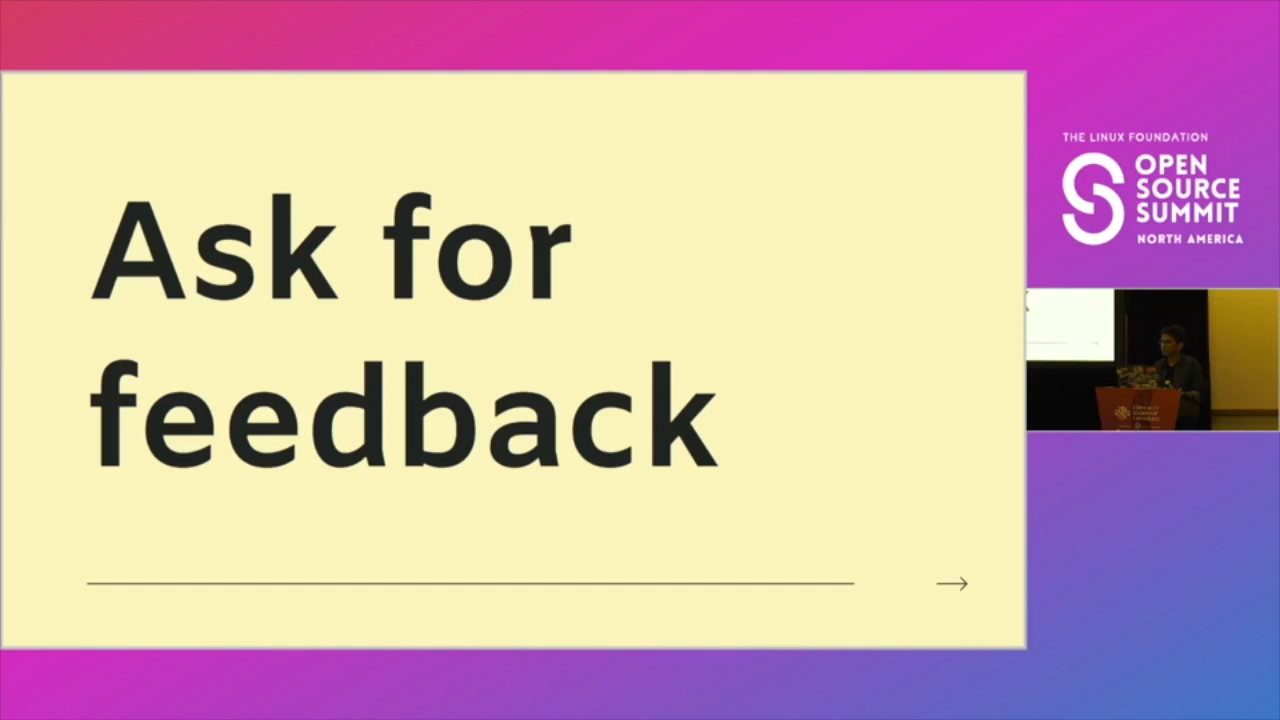 Ask for
feedback
THE LINUX FOUNDATION
OPEN
SOURCE
SUMMIT
NORTH AMERICA